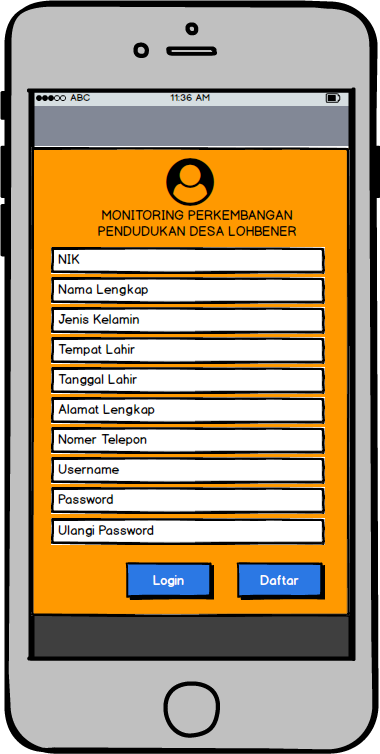 ABC 11:36 AM
MONITORING PERKEMBANGAN
PENDUDUKAN DESA LOHBENER
NIK
Nama Lengkap
Jenis Kelamin
Tempat Lahir
Tanggal Lahir
Alamat Lengkap
Nomer Telepon
Username
Password
Ulangi Password
Login Daftar